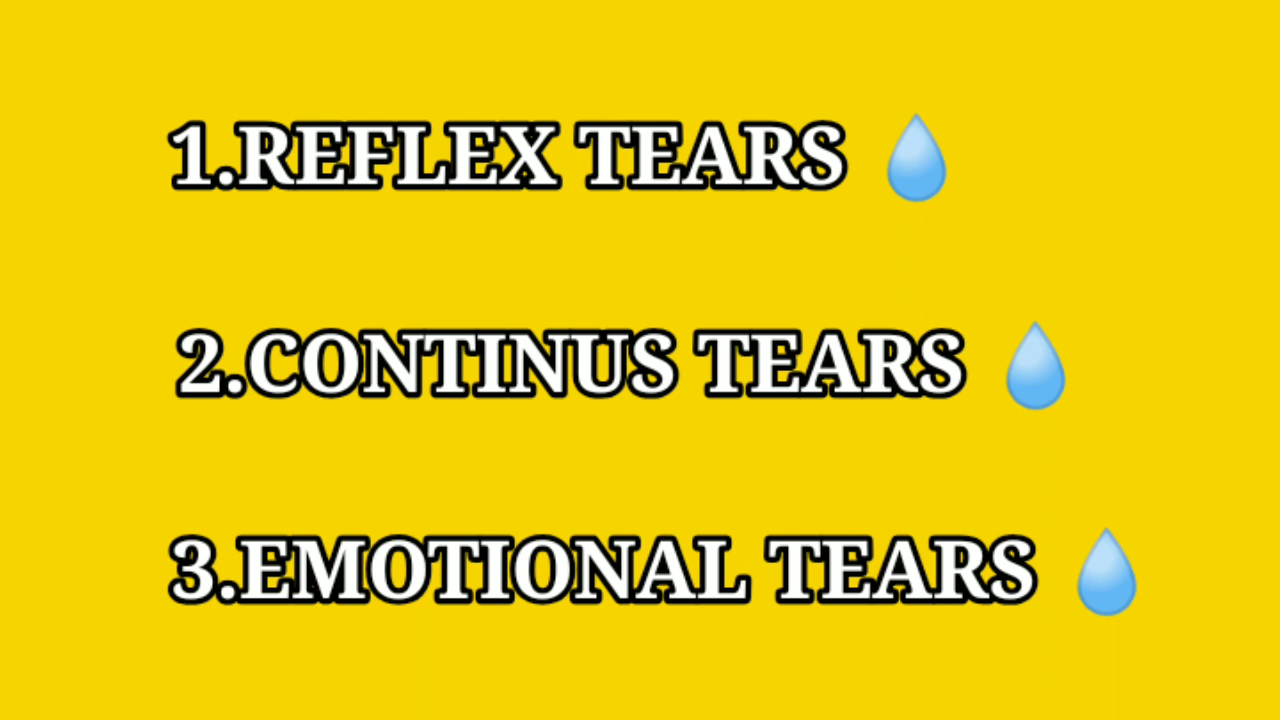 1.REFLEX TEARS 💧
2.CONTINUS TEARS 💧
3.EMOTIONAL TEARS 💧